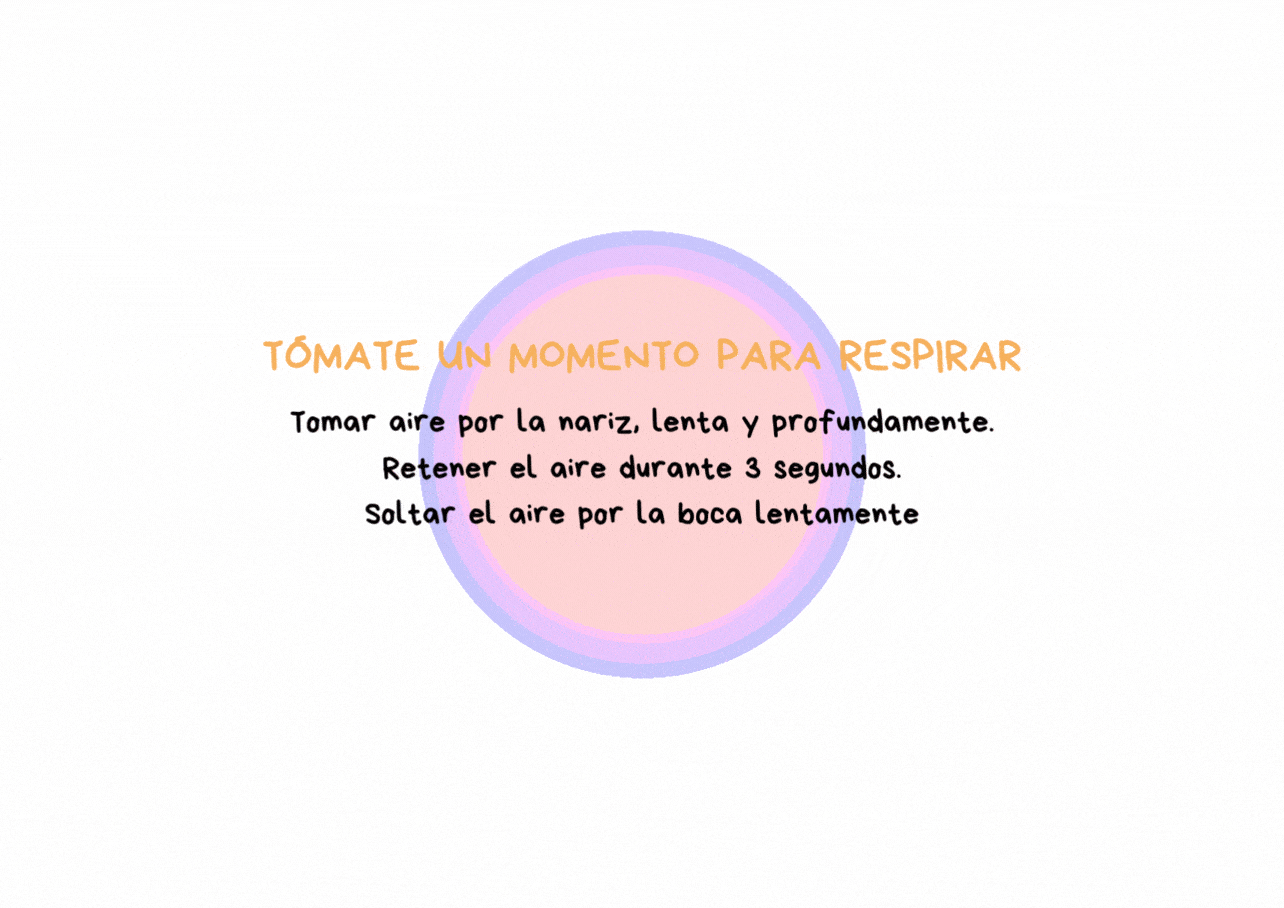 TÓMATE UN MOMENTO PARA RESPIRAR
Tomar aire por la nariz, lenta y profundamente.
Retener el aire durante 3 segundos.
Soltar el aire por la boca lentamente